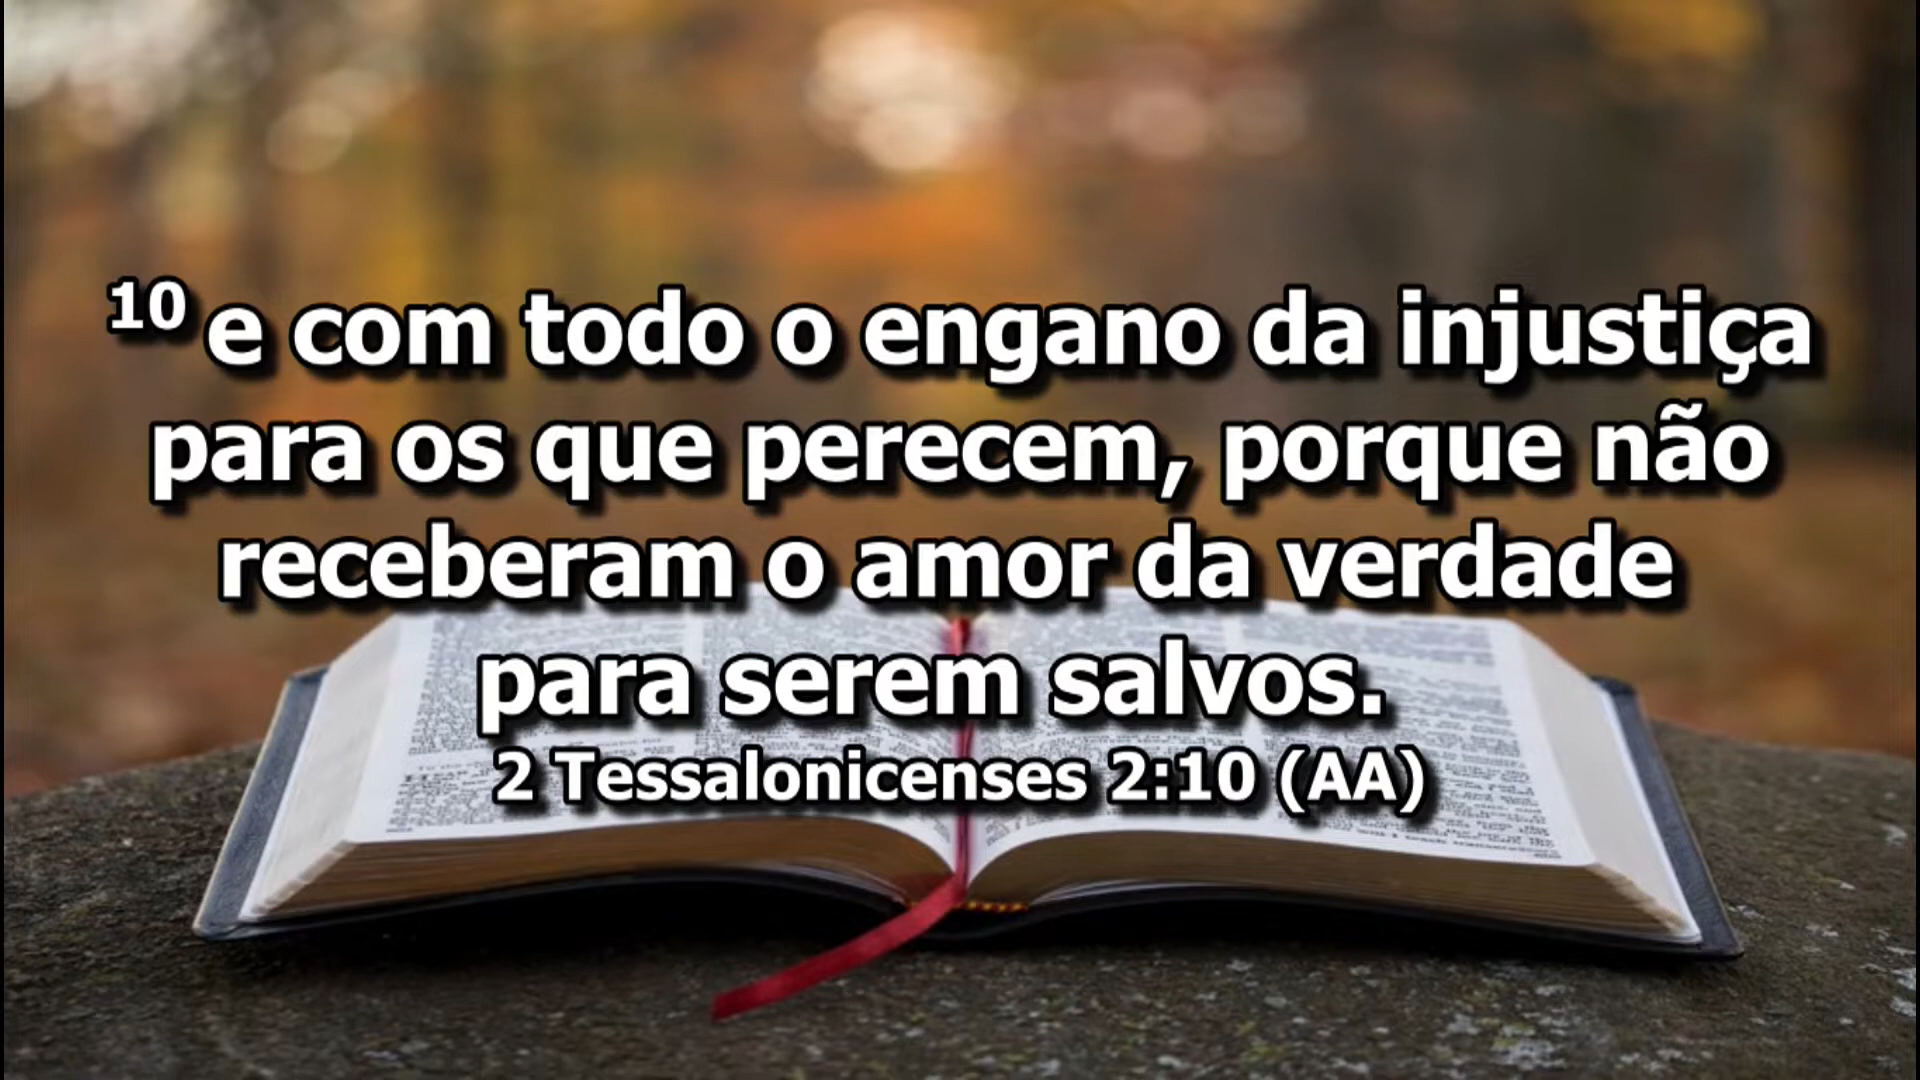 10 e com todo o engano da injustiça
para os que perecem, porque não
receberam o amor da verdade
para serem salvos.
2 Tessalonicenses 2:10 (AA)